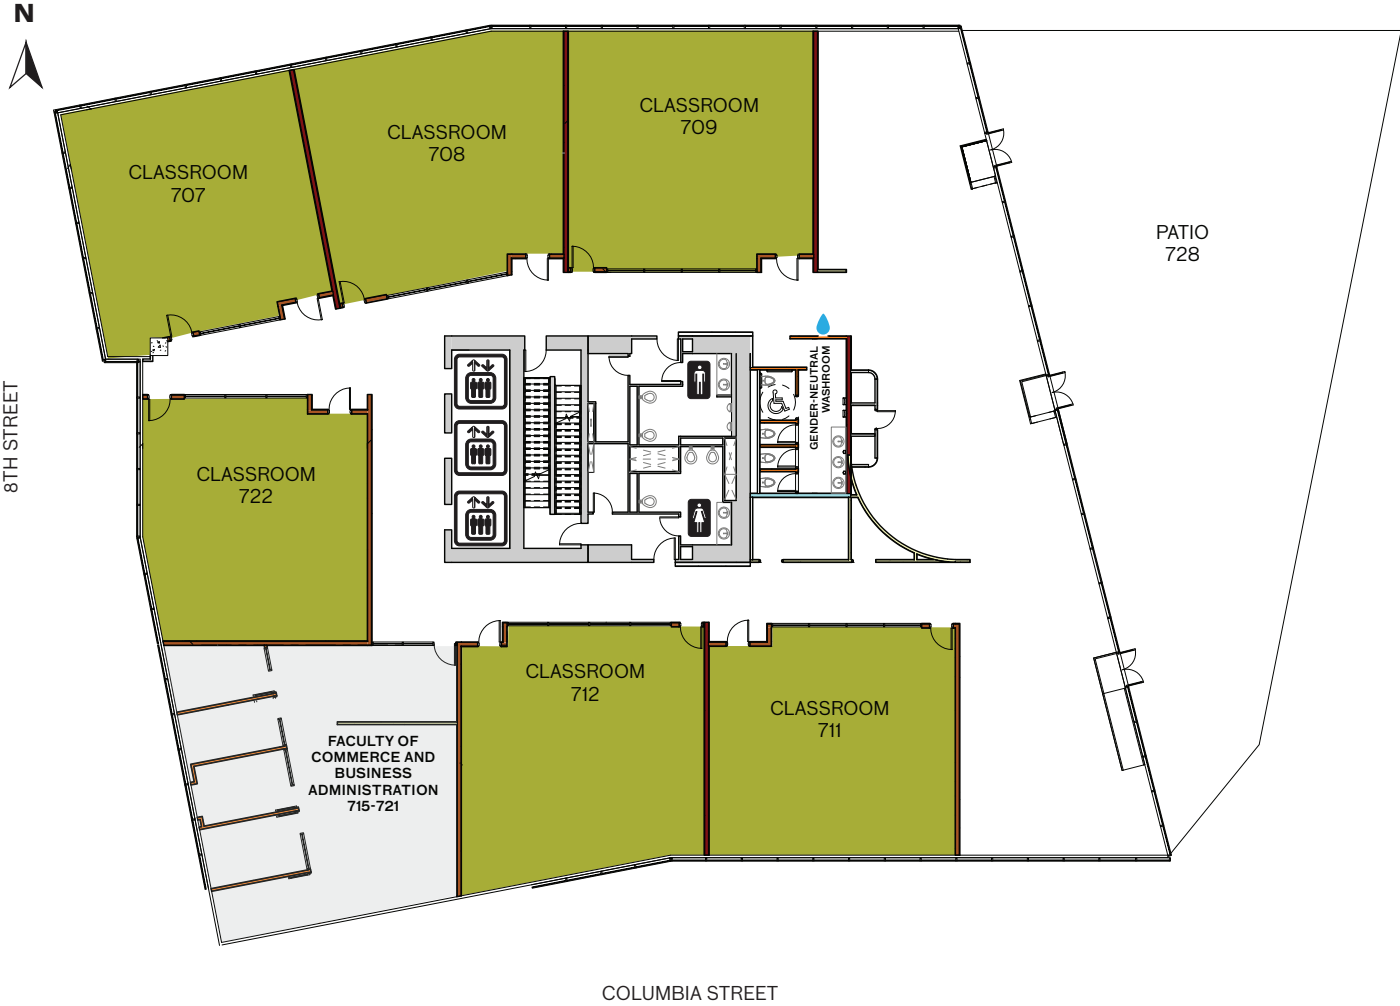 N
CLASSROOM
707
CLASSROOM
708
CLASSROOM
709
PATIO
728
GENDER-NEUTRAL
WASHROOM
8TH STREET
CLASSROOM
722
CLASSROOM
712
CLASSROOM
711
FACULTY OF
COMMERCE AND
BUSINESS
ADMINISTRATION
715-721
COLUMBIA STREET